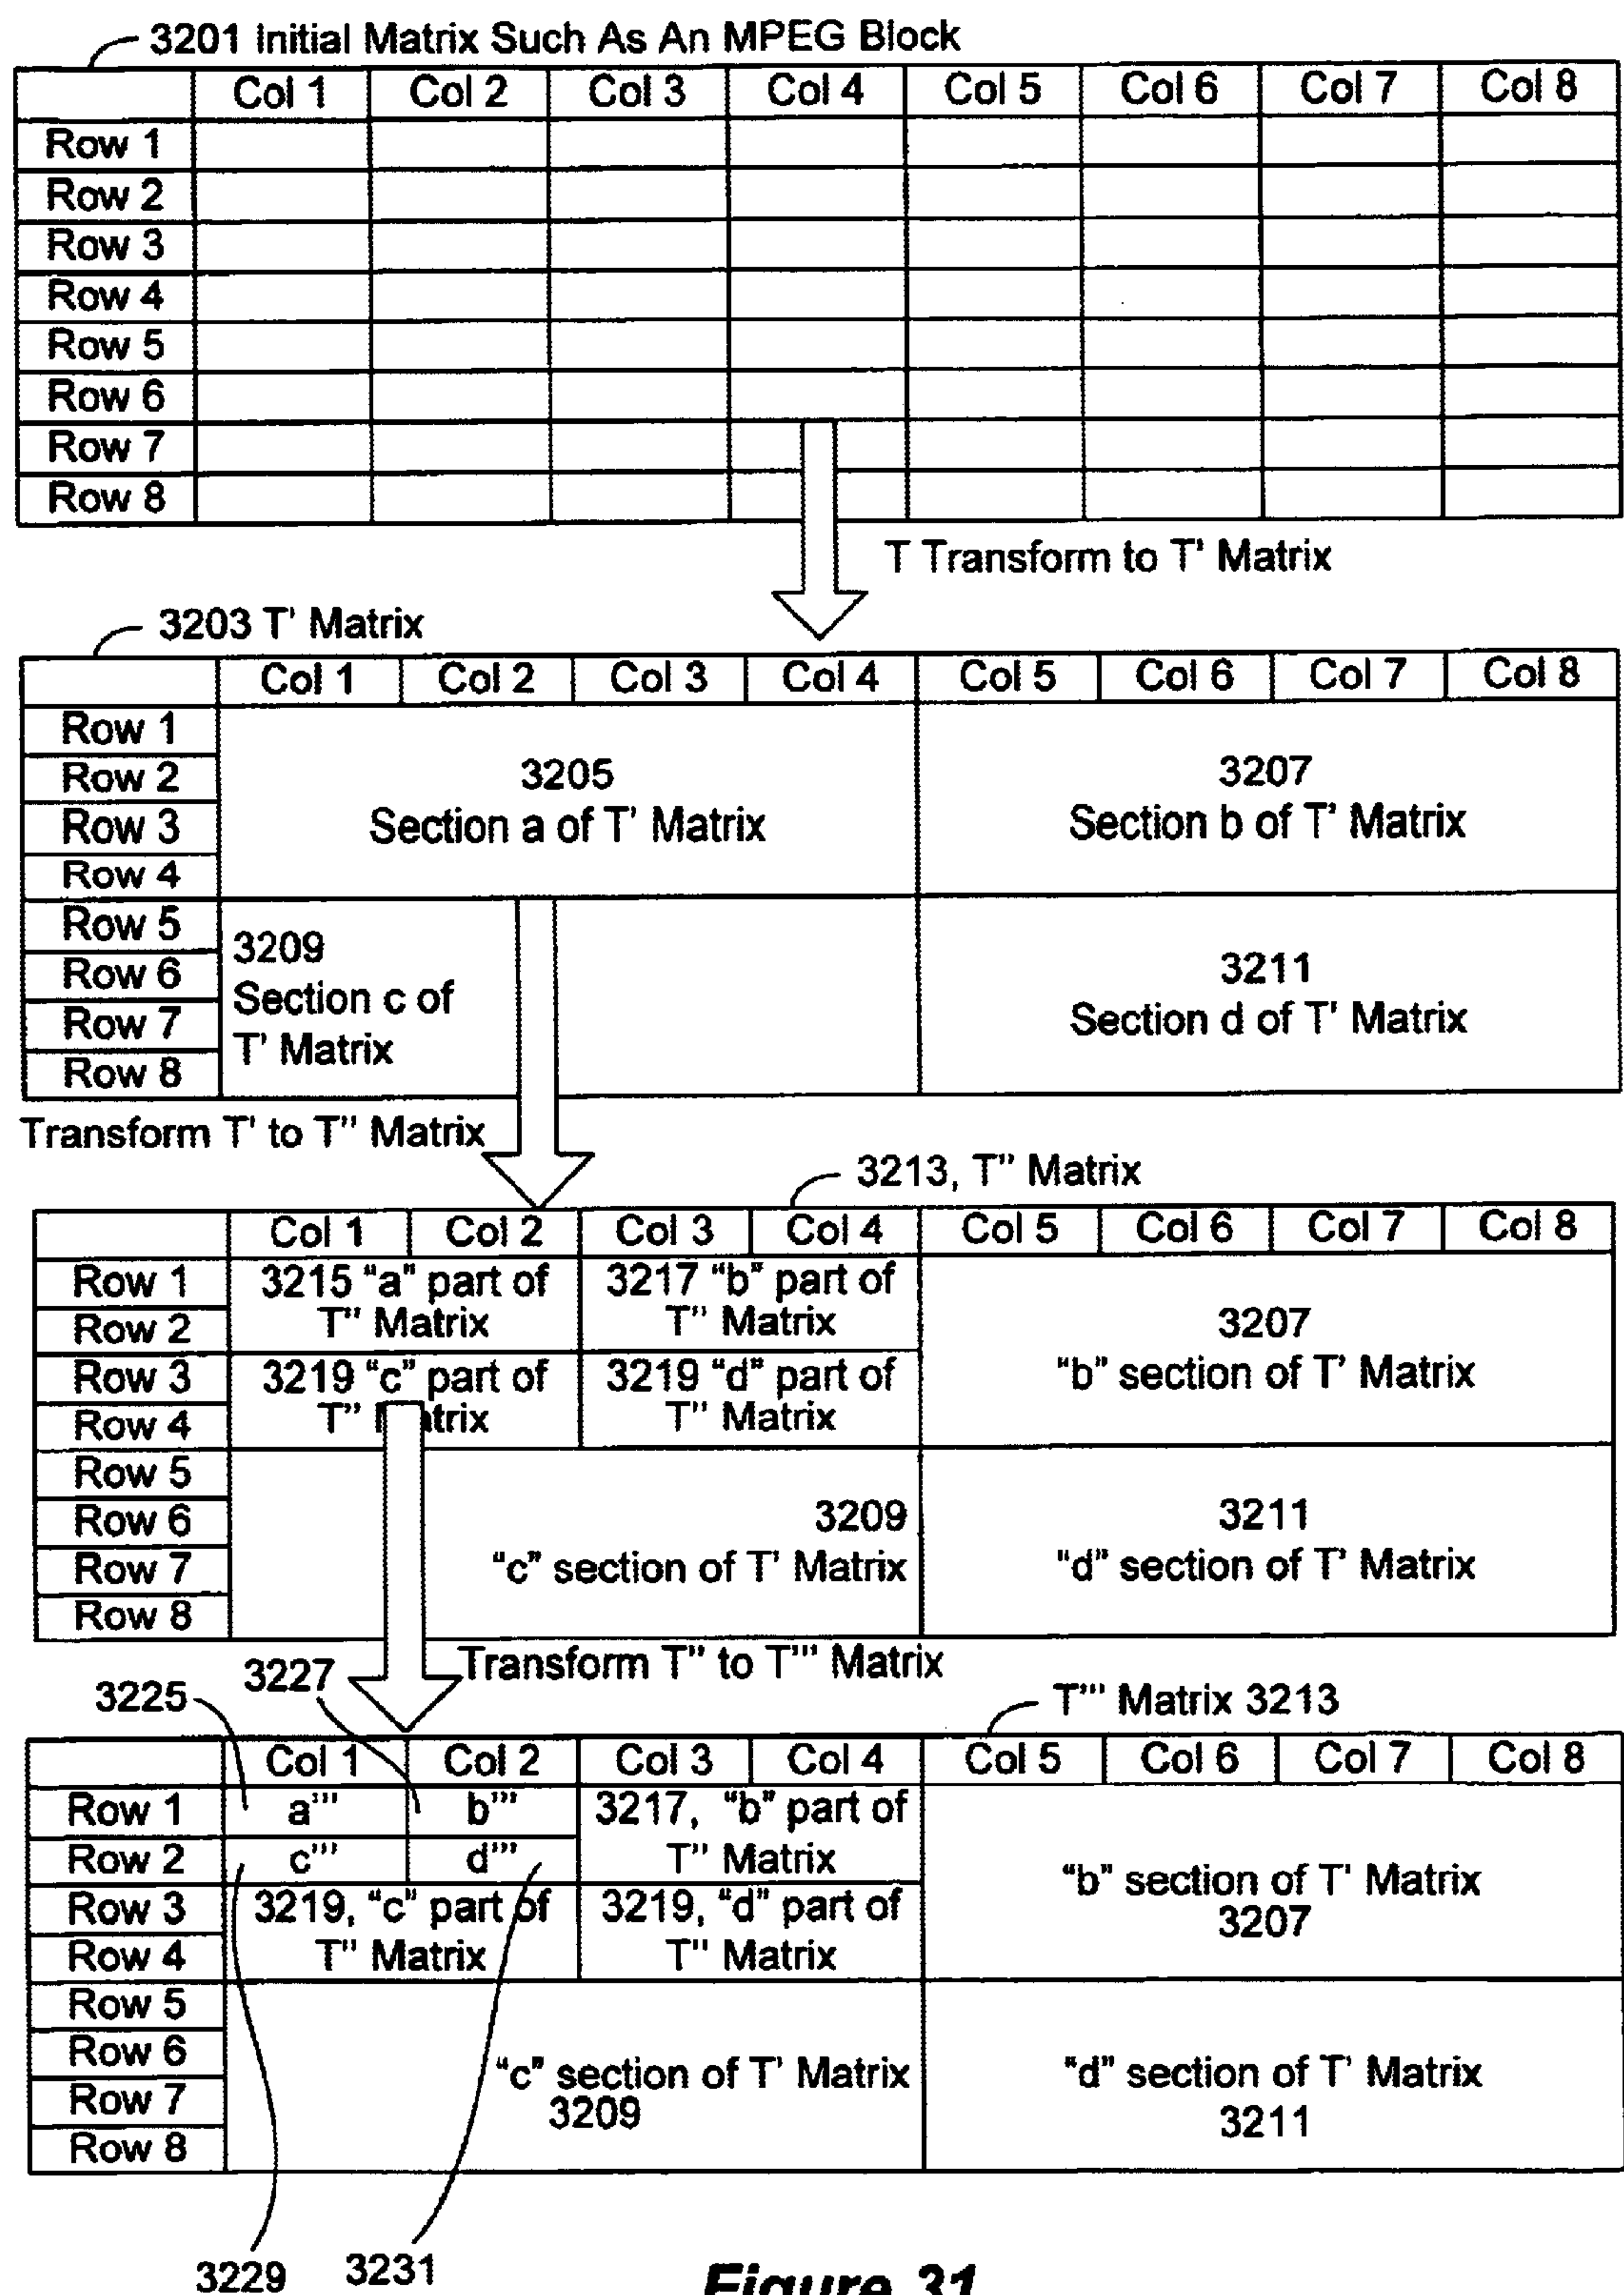 3201 Initial Matrix Such As An MPEG Block
Col 1 Col 2 Col 3 Col 4 Col 5 Col 6 Col 7 Col 8
Row 1
Row 2
Row 3
Row 4
Row 5
Row 6
Row 7
Row 8
T Transform to T' Matrix
3203 T' Matrix
Col 1 Col 2 Col 3 Col 4 Col 5 Col 6 Col 7 Col 8
Row 1
Row 2
Row 3
Row 4
3205
Section a of T' Matrix
3207
Section b of T' Matrix
Row 5
Row 6
Row 7
Row 8
3209
Section c of
T' Matrix
3211
Section d of T' Matrix
Transform T' to T'' Matrix
3213, T'' Matrix
Col 1 Col 2 Col 3 Col 4 Col 5 Col 6 Col 7 Col 8
Row 1
Row 2
3215 "a" part of
T'' Matrix
3217 "b" part of
T'' Matrix
3207
"b" section of T' Matrix
Row 3
Row 4
3219 "c" part of
T'' M trix
3219 "d" part of
T'' Matrix
Row 5
Row 6
Row 7
Row 8
3209
"c" section of T' Matrix
3211
"d" section of T' Matrix
Transform T'' to T''' Matrix
3225
3227
T''' Matrix 3213
Col 1 Col 2 Col 3 Col 4 Col 5 Col 6 Col 7 Col 8
Row 1
a''' b'''
Row 2
c''' d'''
3217, "b" part of
T'' Matrix
"b" section of T' Matrix
3207
Row 3
Row 4
3219, "c" part of
T'' Matrix
3219, "d" part of
T'' Matrix
Row 5
Row 6
Row 7
Row 8
"c" section of T' Matrix
3209
"d" section of T' Matrix
3211
3229
3231
Figure 31